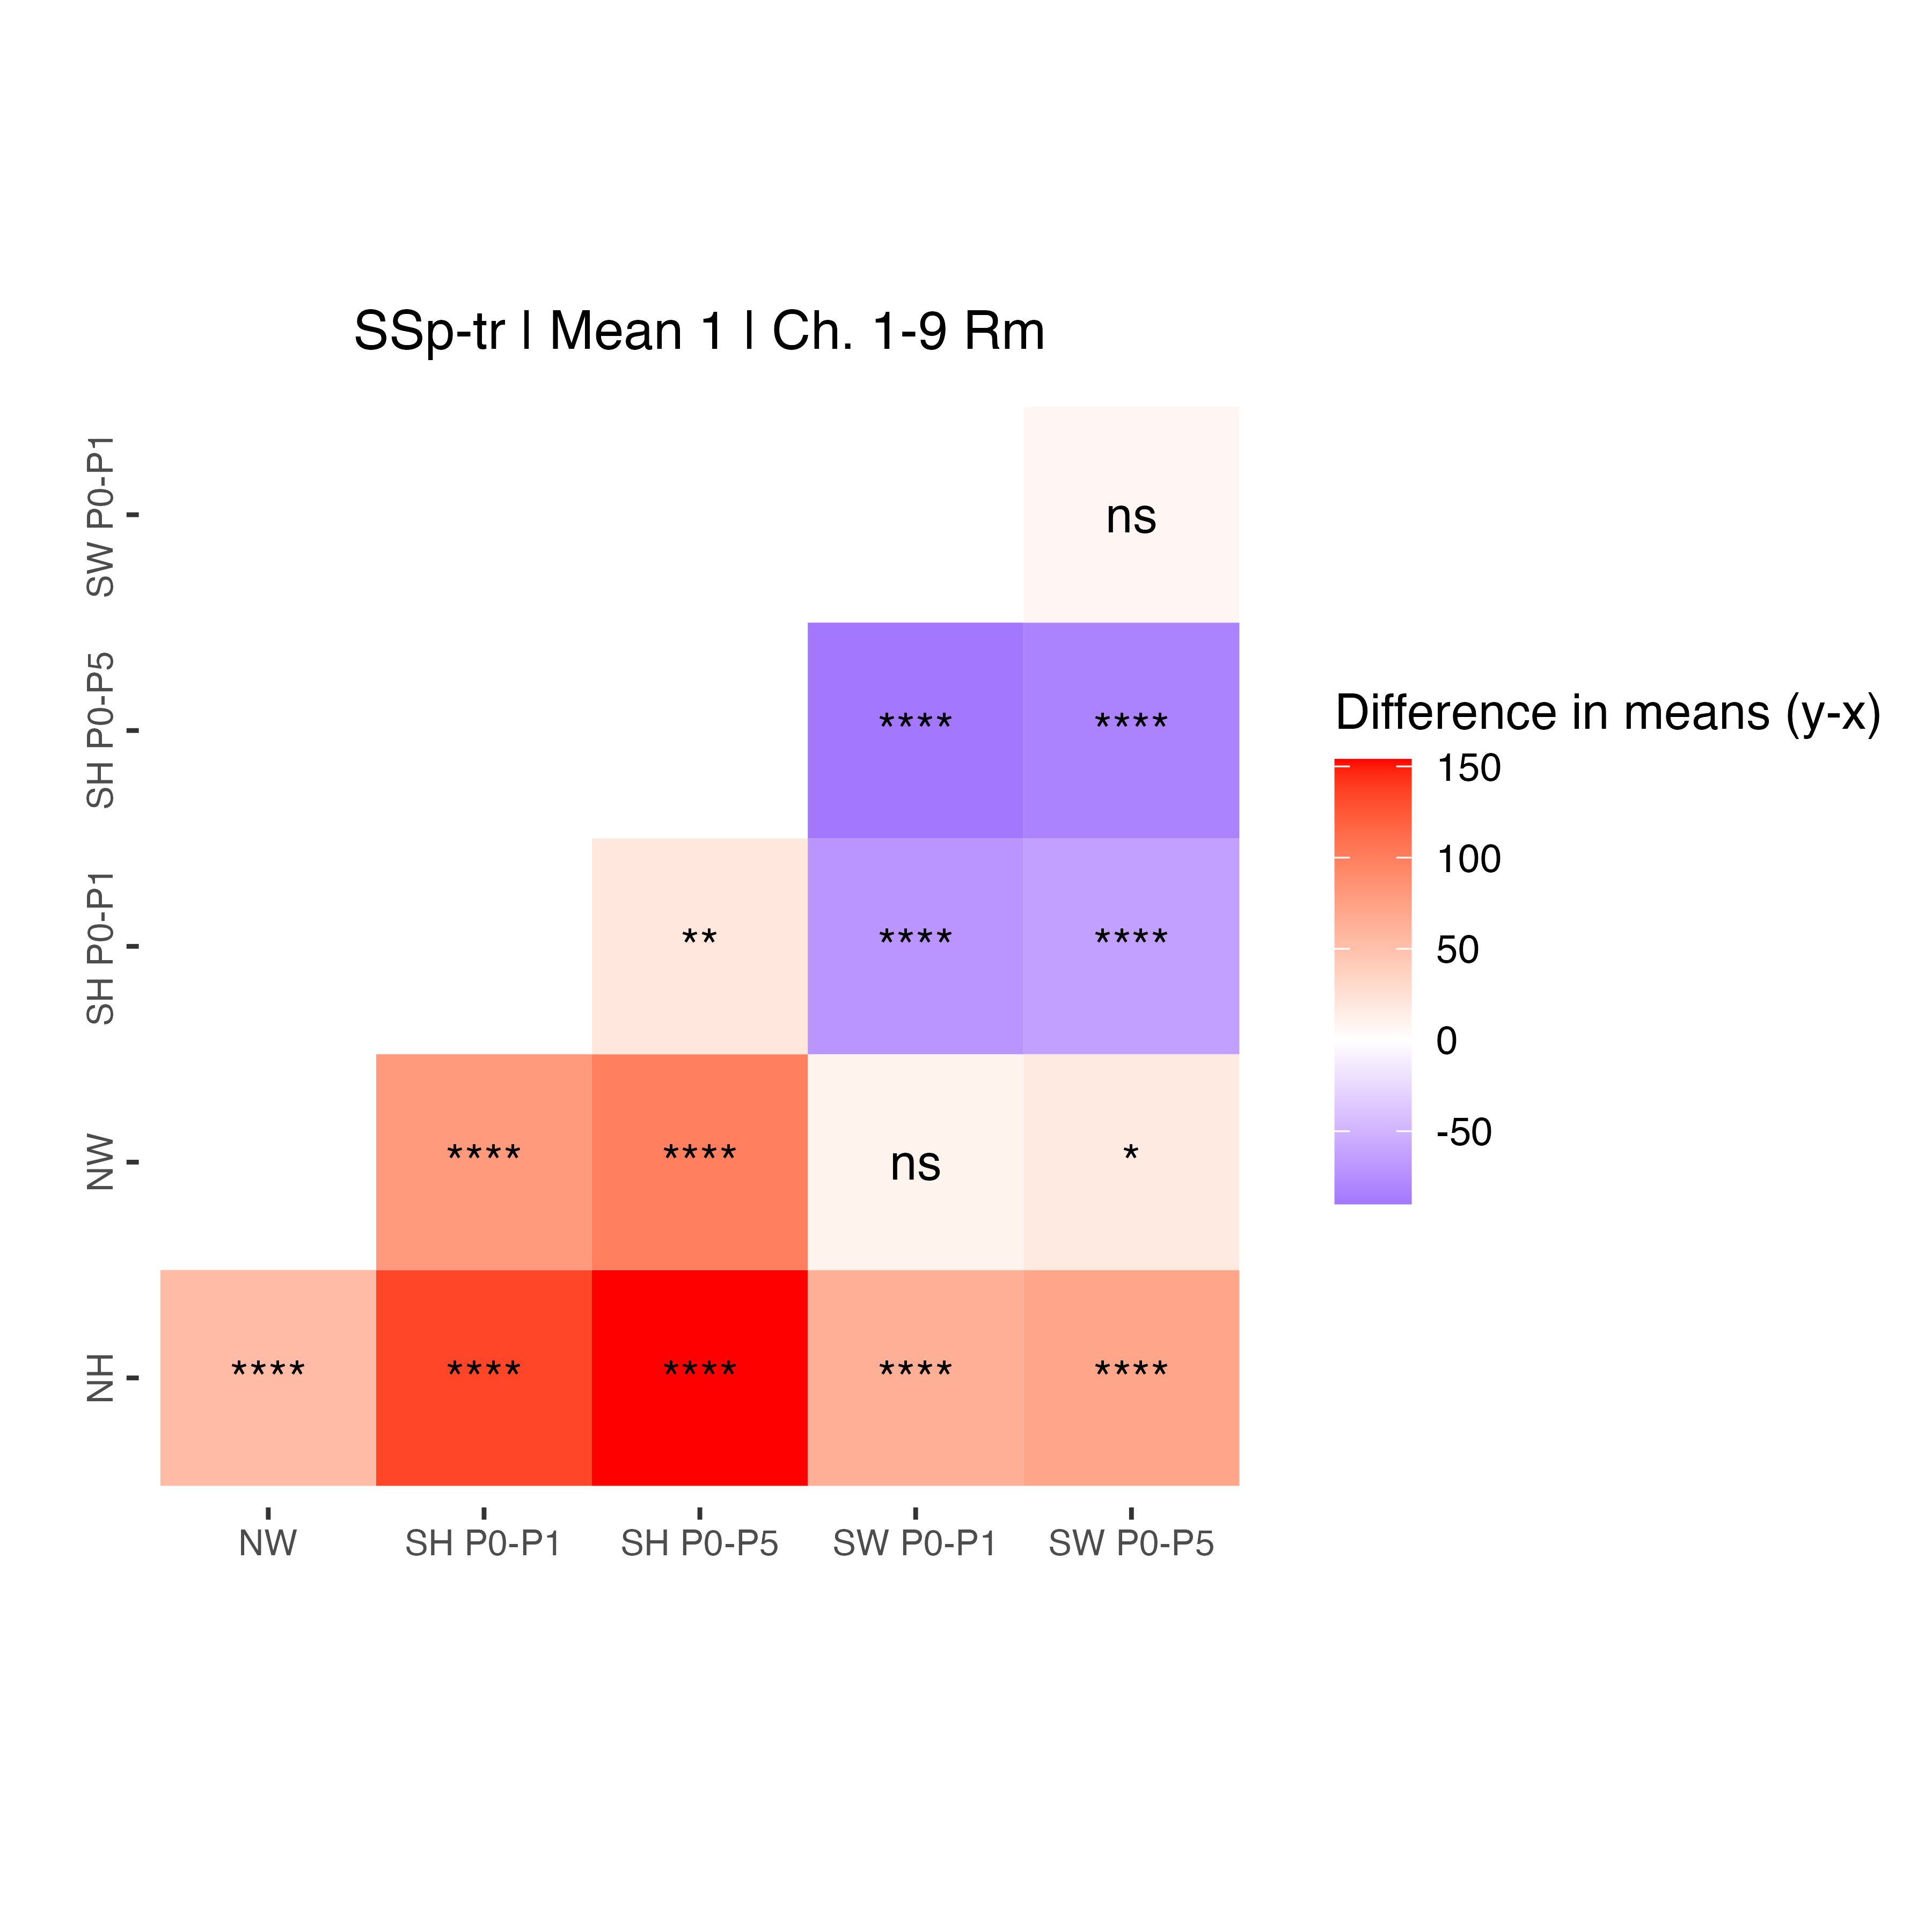 SSp-tr | Mean 1 | Ch. 1-9 Rm
SW P0-P1
ns
SH P0-P5
**** ****
SH P0-P1
** **** ****
NW
**** **** ns *
NH
**** **** **** **** ****
NW SH P0-P1 SH P0-P5 SW P0-P1 SW P0-P5
Difference in means (y-x)
150
100
50
0
-50